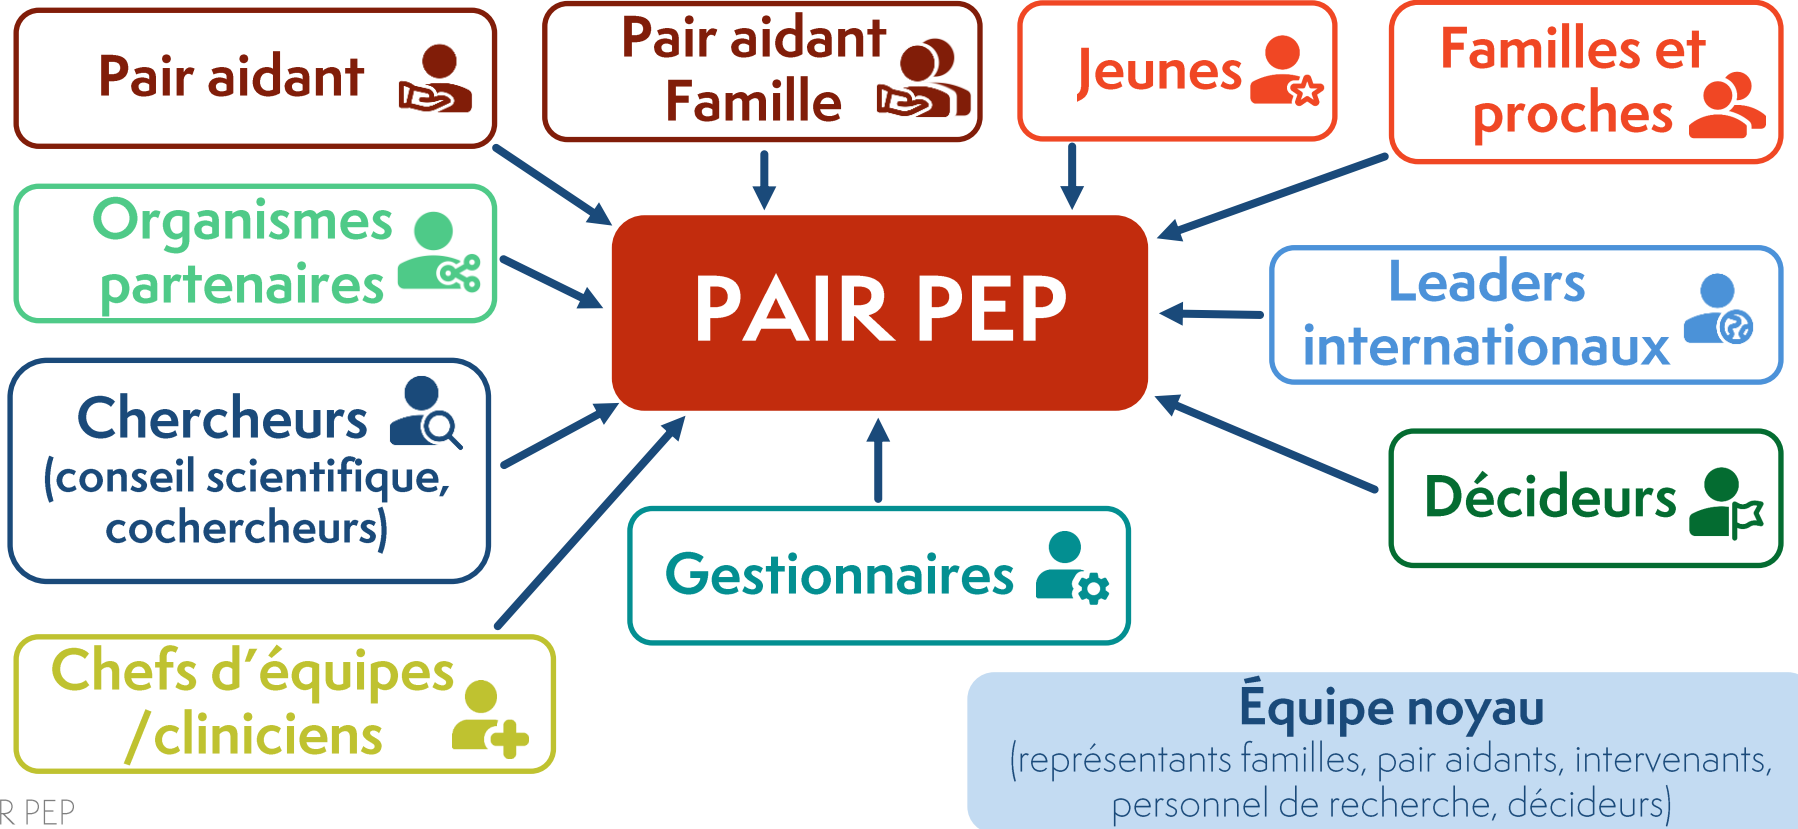 Pair aidant
Pair aidant
Famille
Jeunes
Familles et
proches
Organismes
partenaires
PAIR PEP
Leaders
internationaux
Chercheurs
(conseil scientifique,
cochercheurs)
Décideurs
Gestionnaires
Chefs d'équipes
/cliniciens
Équipe noyau
(représentants familles, pair aidants, intervenants,
personnel de recherche, décideurs)
R PEP